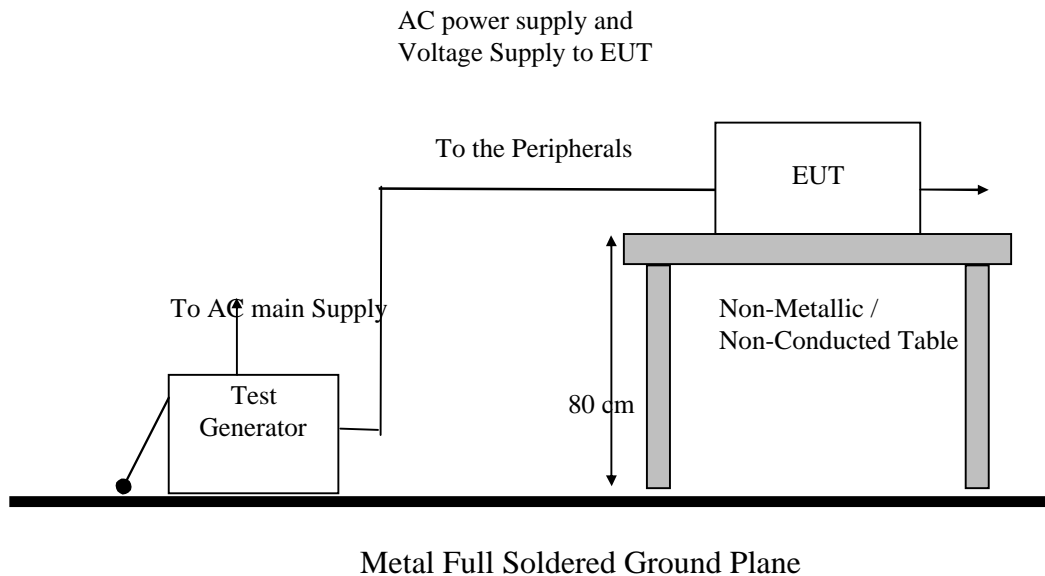 AC power supply and
Voltage Supply to EUT
To the Peripherals
EUT
To AC main Supply
Non-Metallic /
Non-Conducted Table
Test
Generator
80 cm
Metal Full Soldered Ground Plane